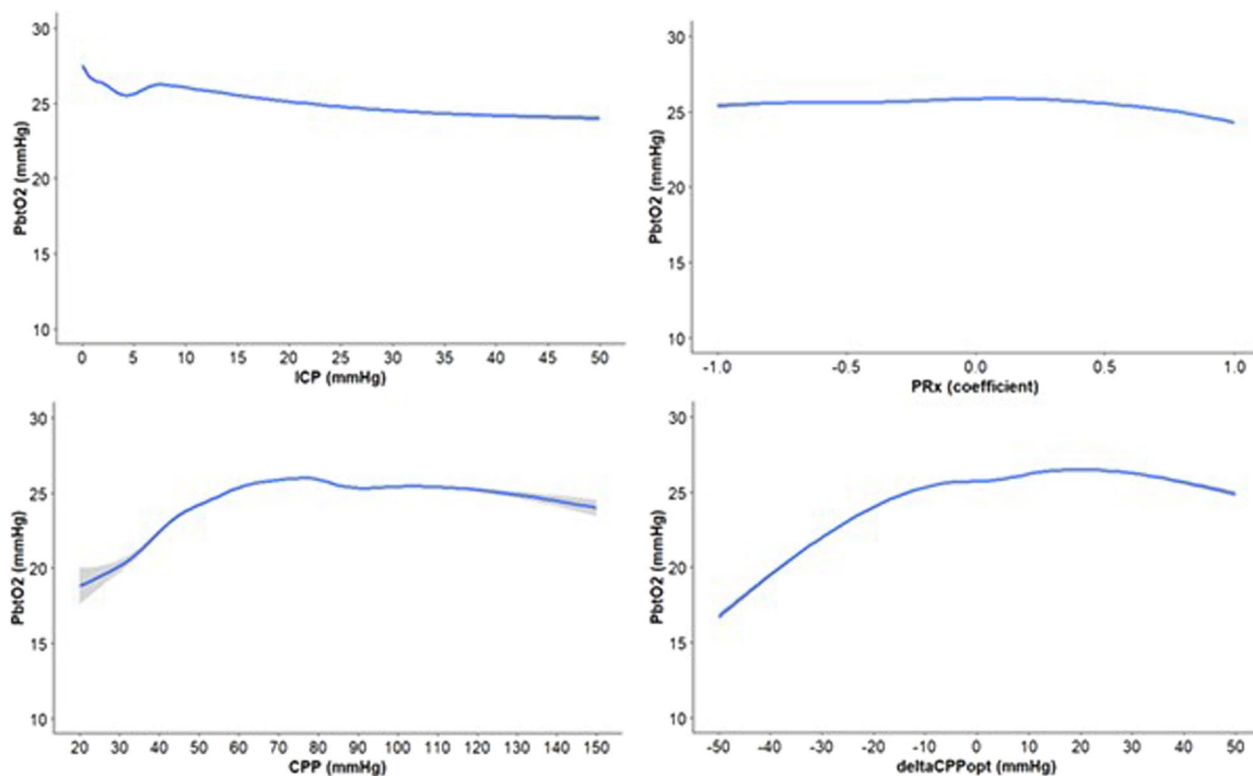 30
25
20
15
10
PbtO2 (mmHg)
0 5 10 15 20 25 30 35 40 45 50
ICP (mmHg)
30
25
20
15
10
PbtO2 (mmHg)
-1.0 -0.5 0.0 0.5 1.0
PRx (coefficient)
30
25
20
15
10
PbtO2 (mmHg)
20 30 40 50 60 70 80 90 100 110 120 130 140 150
CPP (mmHg)
30
25
20
15
10
PbtO2 (mmHg)
-50 -40 -30 -20 -10 0 10 20 30 40 50
deltaCPPopt (mmHg)